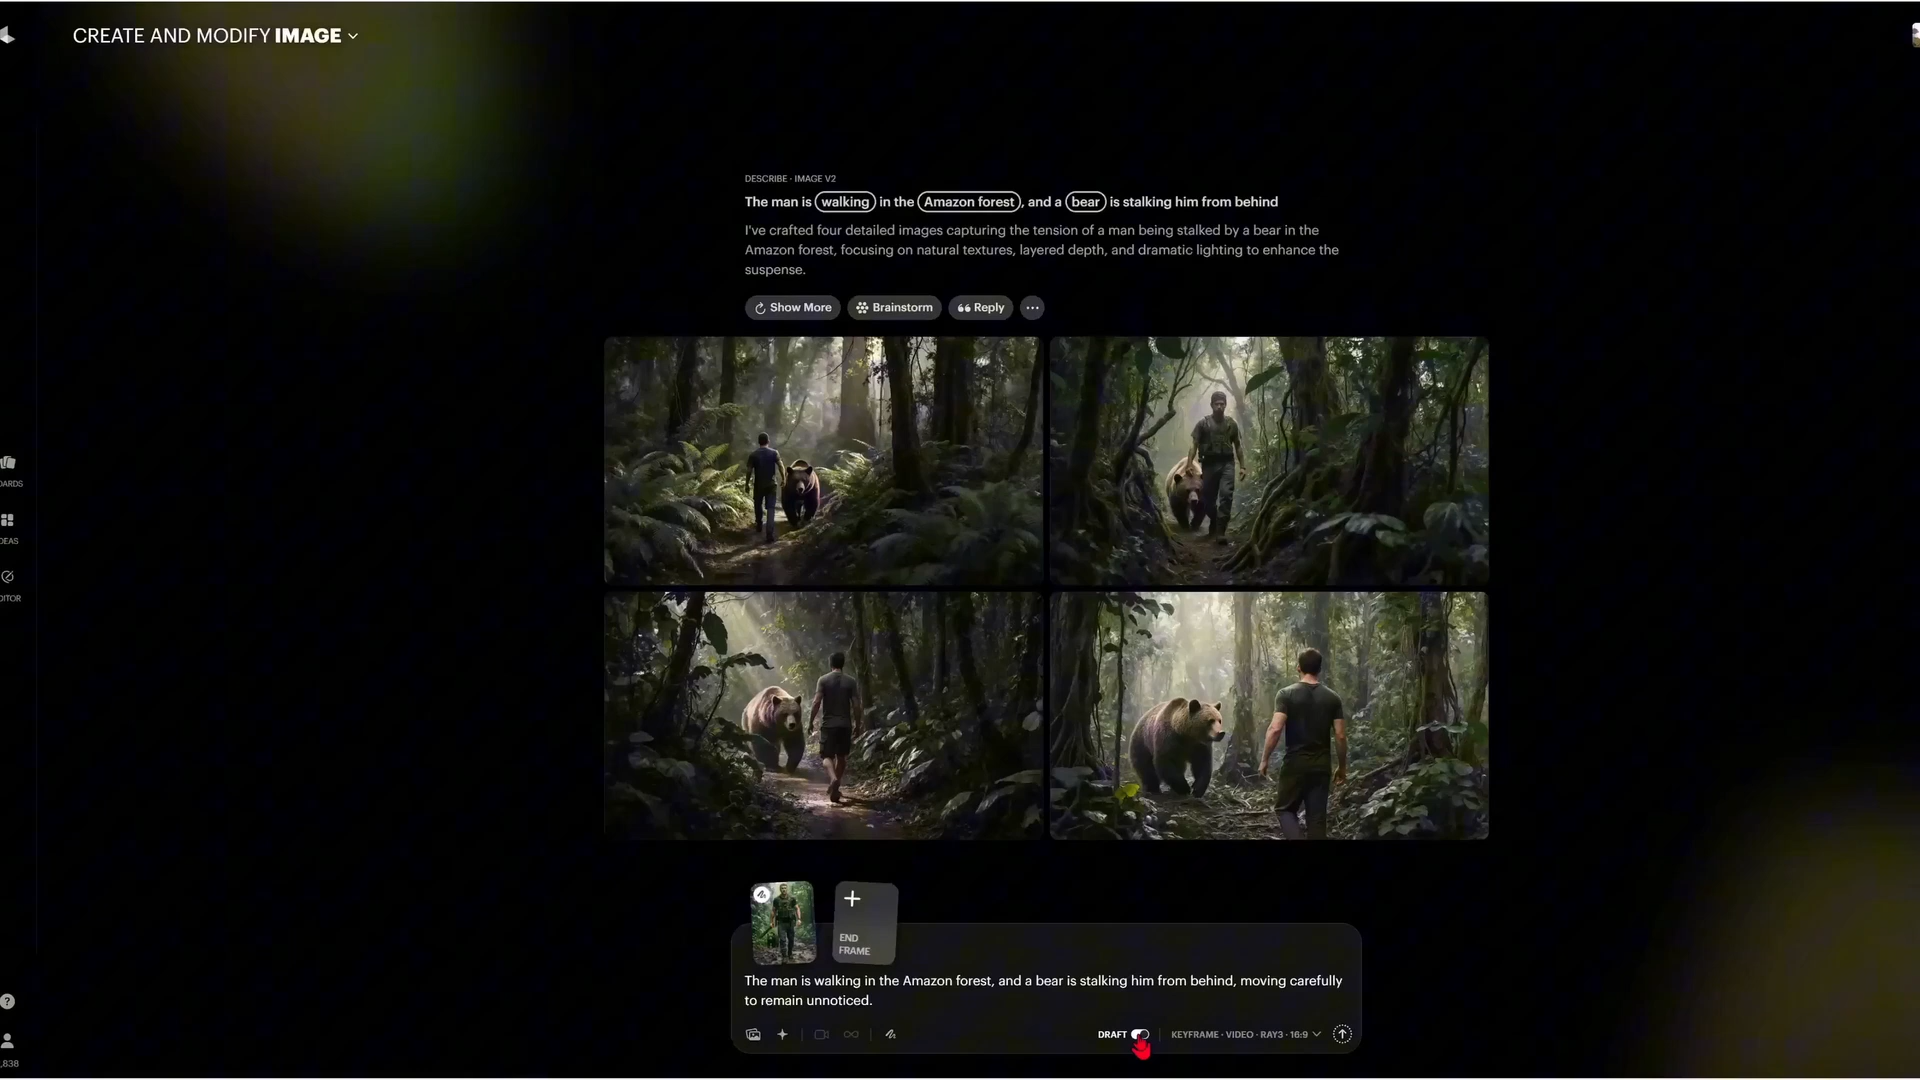 CREATE AND MODIFY IMAGE
DESCRIBE · IMAGE V2
The man is walking in the Amazon forest, and a bear is stalking him from behind
I've crafted four detailed images capturing the tension of a man being stalked by a bear in the
Amazon forest, focusing on natural textures, layered depth, and dramatic lighting to enhance the
suspense.
Show More
Brainstorm
Reply
OARDS
DEAS
DITOR
END
FRAME
The man is walking in the Amazon forest, and a bear is stalking him from behind, moving carefully
to remain unnoticed.
DRAFT
KEYFRAME · VIDEO · RAY3 · 16:9
?
,838